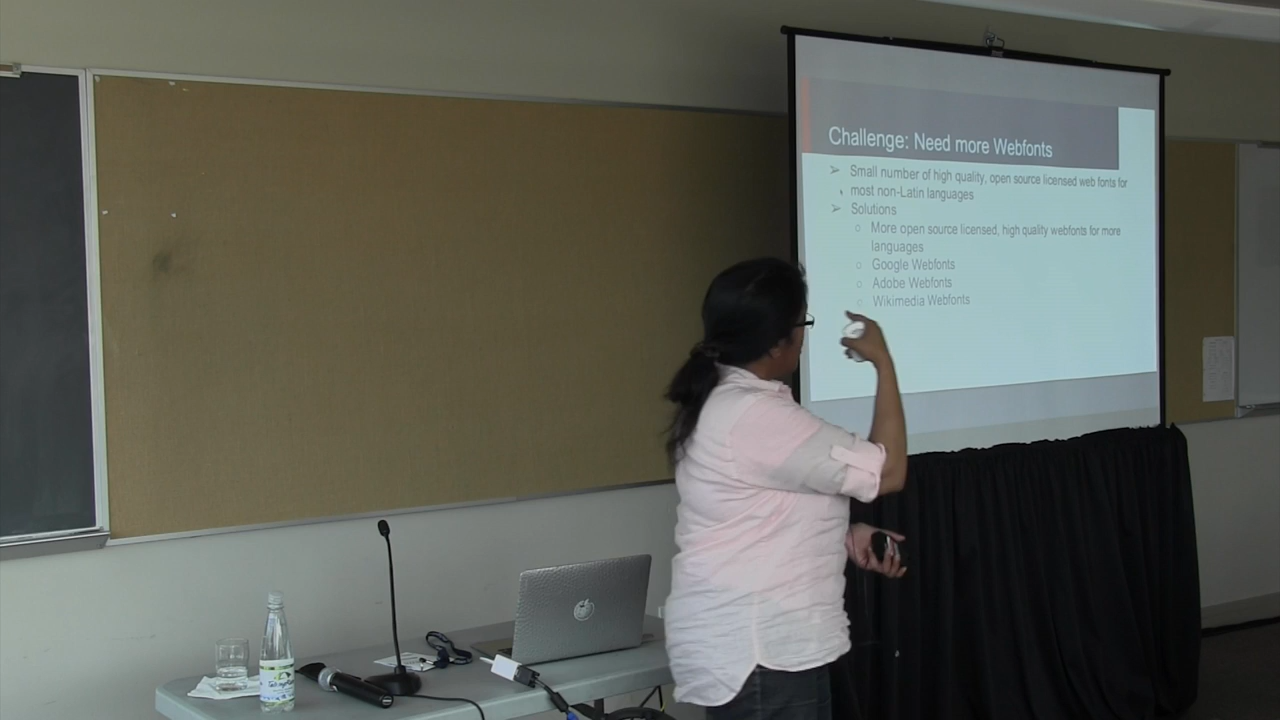 Challenge: Need more Webfonts
➢ Small number of high quality, open source licensed web fonts for
most non-Latin languages
➢ Solutions
○ More open source licensed, high quality webfonts for more
languages
○ Google Webfonts
○ Adobe Webfonts
○ Wikimedia Webfonts